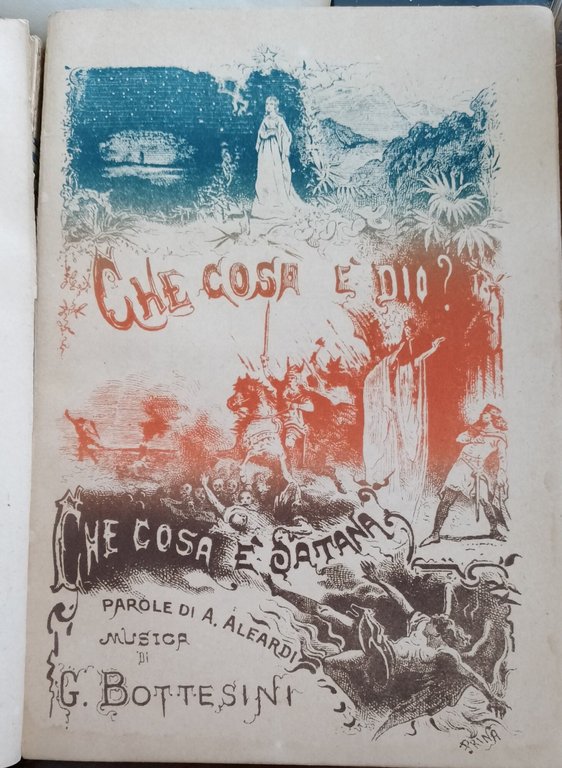 CHE COSA È DIO?
CHE COSA È SATANA
PAROLE DI A. ALEARDI
MUSICA
DI
G. BOTTESINI